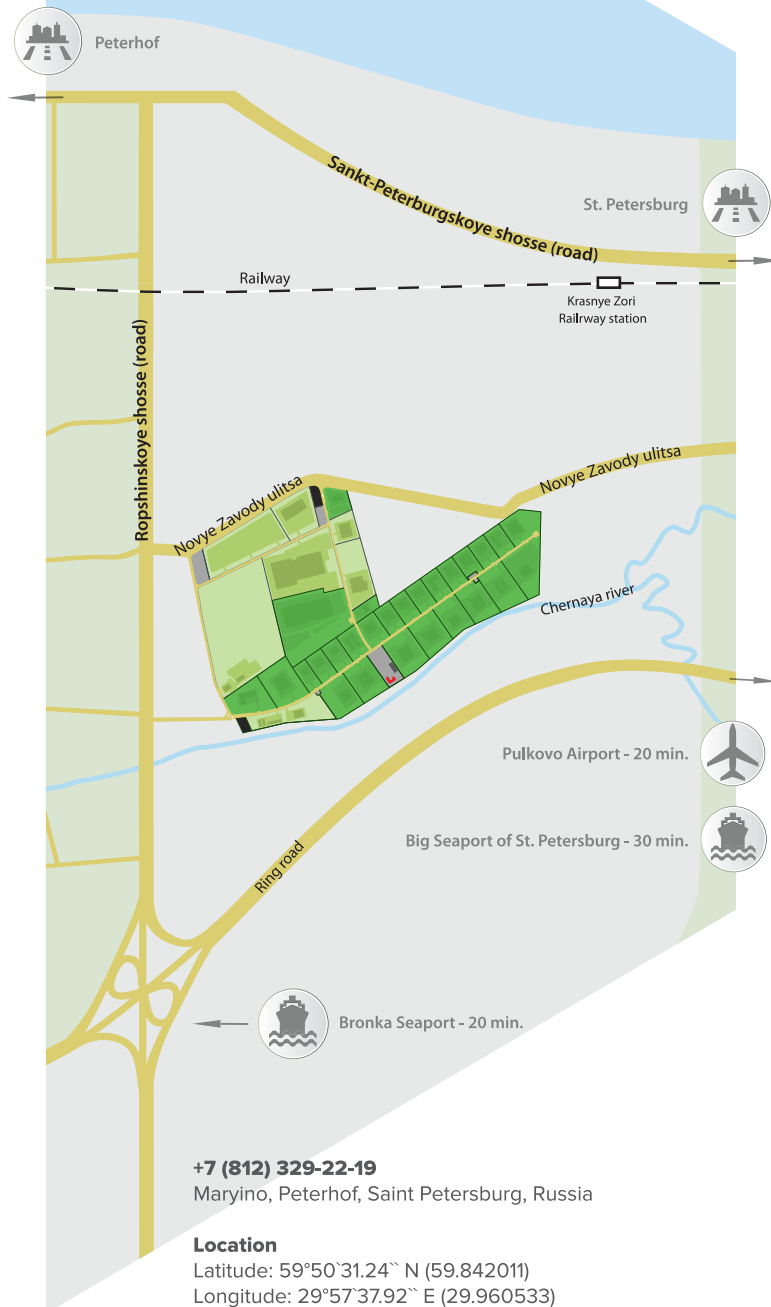 Peterhof
Sankt-Peterburgskoye shosse (road)
St. Petersburg
Railway
Krasnye Zori
Railrway station
Ropshinskoye shosse (road)
Novye Zavody ulitsa
Novye Zavody ulitsa
Chernaya river
Pulkovo Airport - 20 min.
Big Seaport of St. Petersburg - 30 min.
Ring road
Bronka Seaport - 20 min.
+7 (812) 329-22-19
Maryino, Peterhof, Saint Petersburg, Russia
Location
Latitude: 59°50`31.24`` N (59.842011)
Longitude: 29°57`37.92`` E (29.960533)